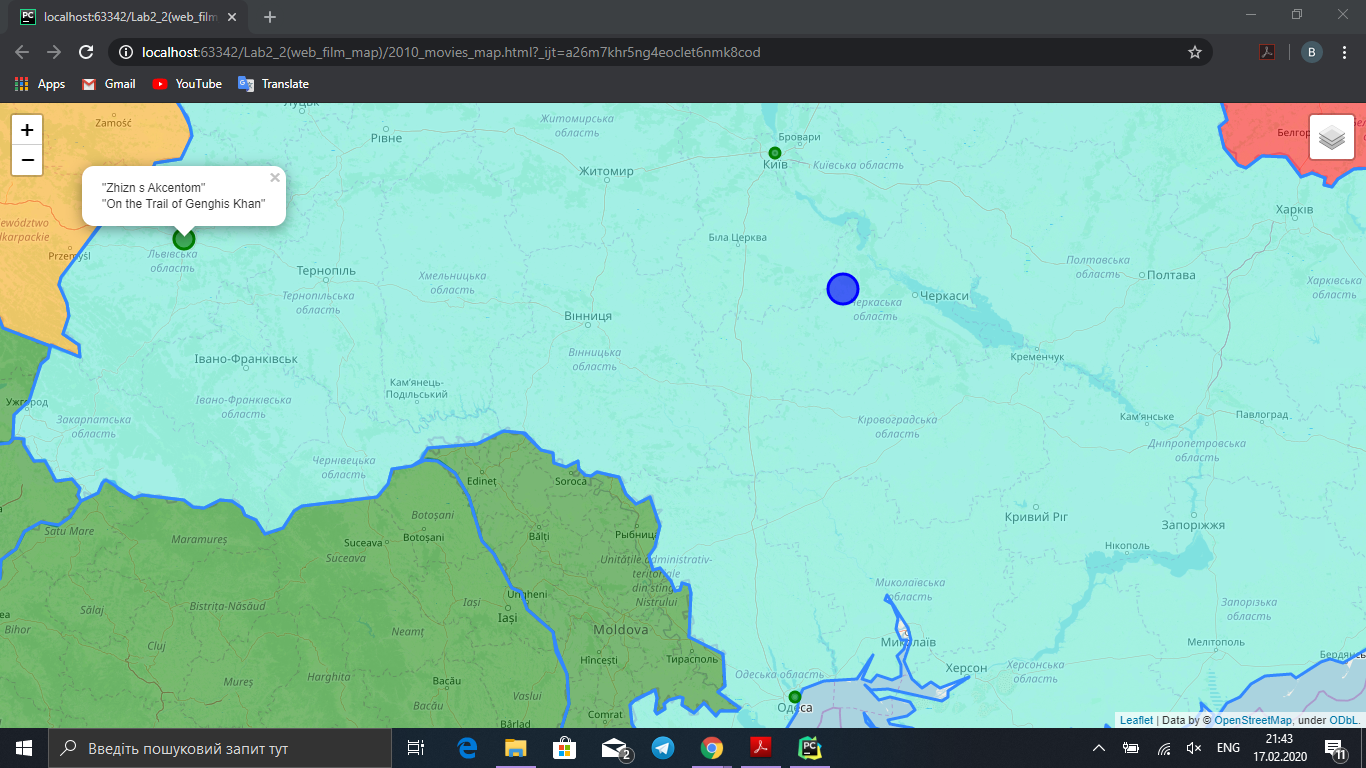 localhost:63342/Lab2_2(web_film
localhost:63342/Lab2_2(web_film_map)/2010_movies_map.html?_ijt=a26m7khr5ng4eoclet6nmk8cod
B
Apps
Gmail
YouTube
Translate
+
−
Луцьк
Zamość
Рівне
Житомирська
область
Бровари
Київ
Київська область
Житомир
"Zhizn s Akcentom"
"On the Trail of Genghis Khan"
×
Харків
Przemyśl
Львівська
область
Біла Церква
Тернопіль
Хмельницька
область
Полтавська
область
Полтава
Харківська
область
Тернопільська
область
Черкаси
Черкаська
область
Вінниця
Вінницька
область
Івано-Франківськ
Кременчук
Кам'янець-
Подільський
Івано-Франківська
область
Ужгород
Закарпатська
область
Кіровоградська
область
Кам'янське
Павлоград
Дніпропетровська
область
Чернівецька
область
Edineț
Soroca
Botoșani
Кривий Ріг
Запоріжжя
Satu Mare
Maramureș
Suceava
Botoșani
Bălți
Рыбница
Suceava
Нікополь
Unitățile administrativ-
teritoriale
din stînga
Nistrului
Миколаївська
область
Ungheni
Запорізька
область
Sălaj
Bistrița-Năsăud
Iași
Iași
Bihor
Neamț
Moldova
Cluj
Миколаїв
Мелітополь
Hîncești
Тирасполь
Херсон
Херсонська
область
Mureș
Harghita
Bacău
Одеська область
Bacău
Vaslui
Одеса
Bârlad
Comrat
Leaflet | Data by © OpenStreetMap, under ODbL.
Введіть пошуковий запит тут
2
PC
ENG
21:43
17.02.2020
11